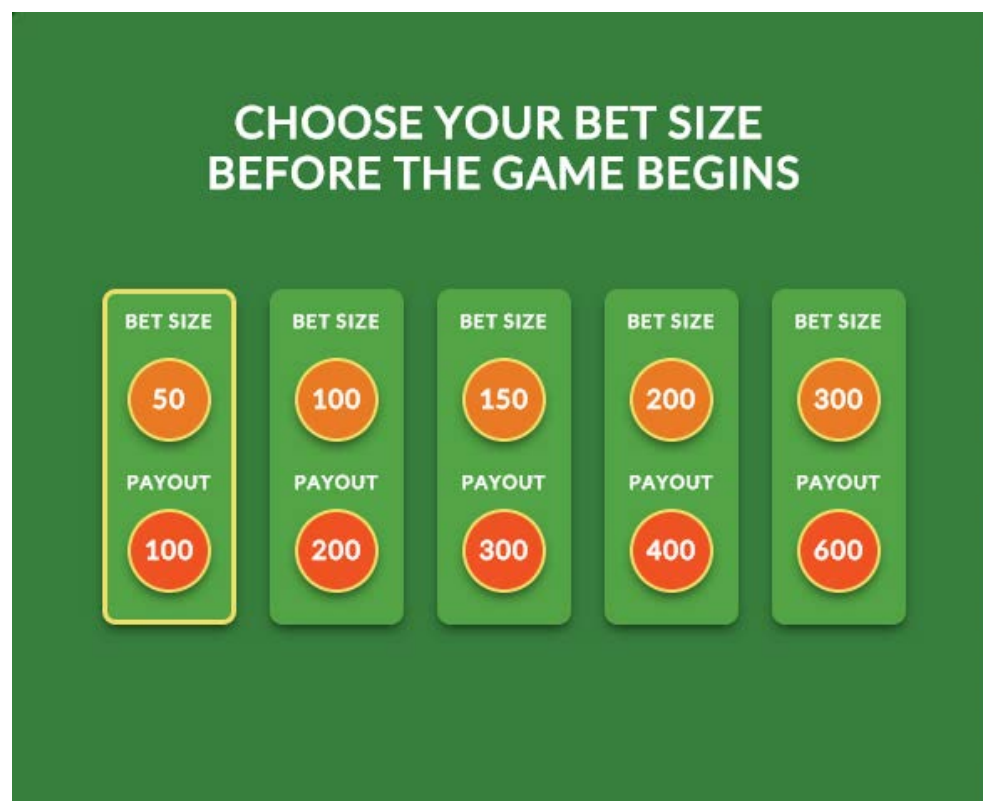 CHOOSE YOUR BET SIZE
BEFORE THE GAME BEGINS
BET SIZE BET SIZE BET SIZE BET SIZE BET SIZE
50 100 150 200 300
PAYOUT PAYOUT PAYOUT PAYOUT PAYOUT
100 200 300 400 600